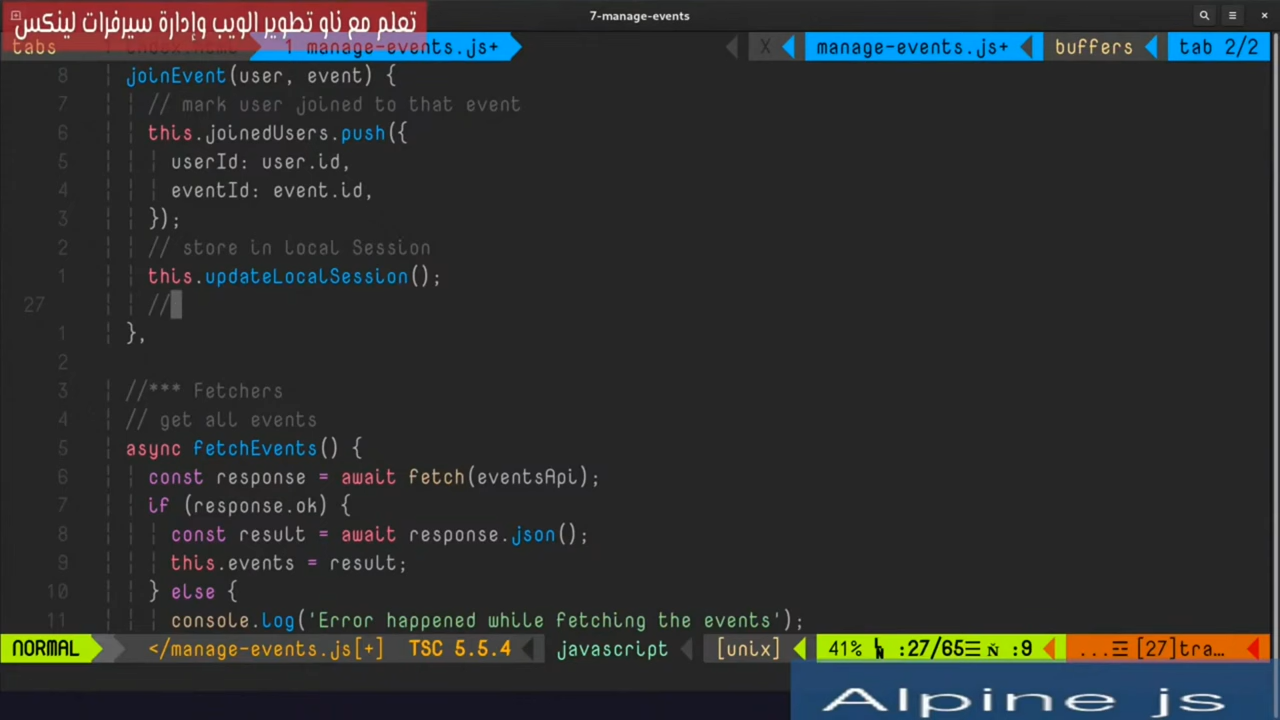 تعلم مع ناو تطوير الويب وإدارة سيرفرات لينكس
7-manage-events
tabs
1 manage-events.js+
X manage-events.js+ buffers tab 2/2
8 joinEvent(user, event) {
7 // mark user joined to that event
6 this.joinedUsers.push({
5 userId: user.id,
4 eventId: event.id,
3 });
2 // store in Local Session
1 this.updateLocalSession();
27 //
1 },
2
3 //*** Fetchers
4 // get all events
5 async fetchEvents() {
6 const response = await fetch(eventsApi);
7 if (response.ok) {
8 const result = await response.json();
9 this.events = result;
10 } else {
11 console.log('Error happened while fetching the events');
NORMAL </manage-events.js[+] TSC 5.5.4 javascript [unix] 41% :27/65 :9 ... [27]tra…
Alpine js